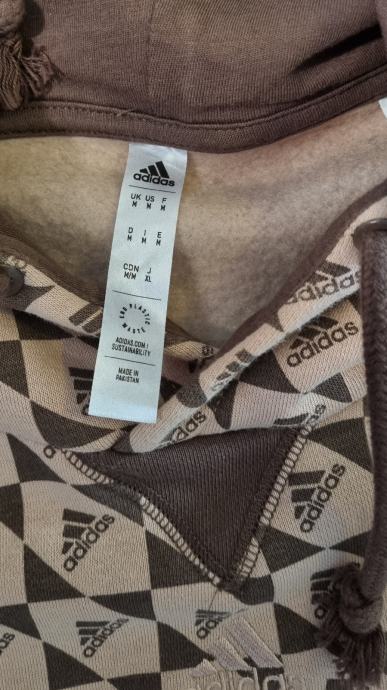 adidas
UK US F
M M M
D I E
M M M
CDN J
M/M XL
END PLASTIC WASTE
ADIDAS.COM/
SUSTAINABILITY
MADE IN
PAKISTAN
adidas
adidas
adidas
adidas
adidas
adidas
adidas